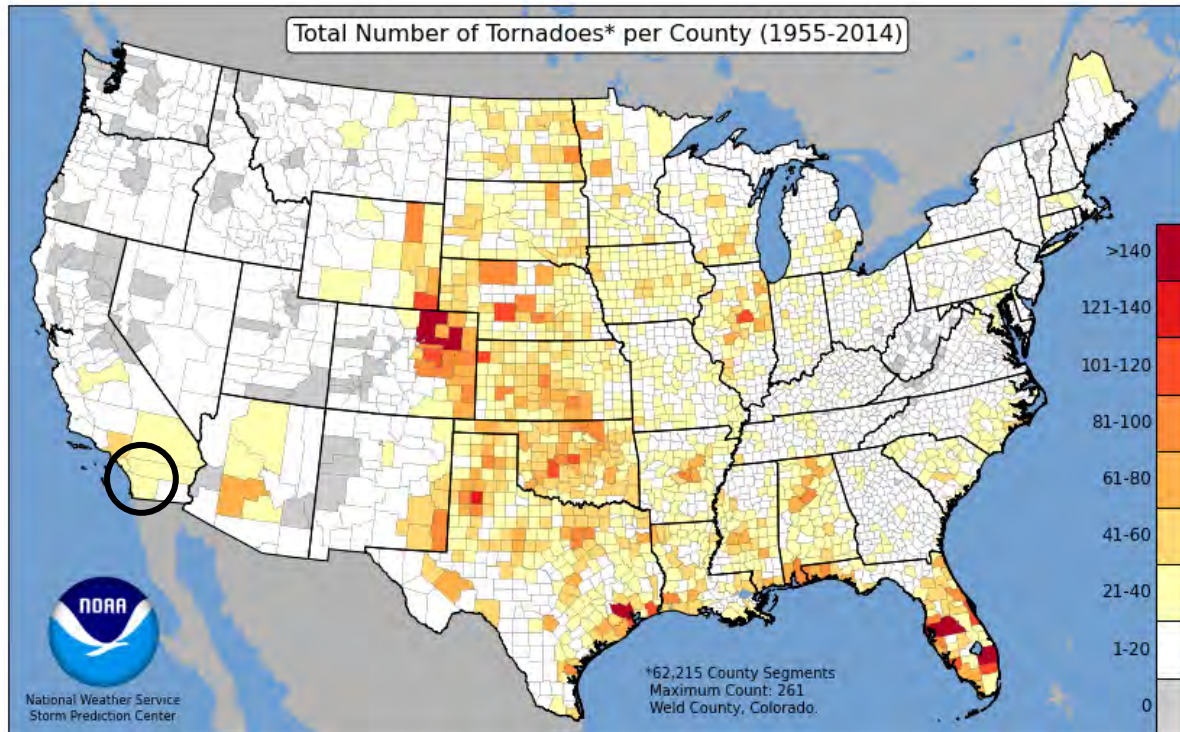 Total Number of Tornadoes* per County (1955-2014)
>140
121-140
101-120
81-100
61-80
41-60
21-40
1-20
0
NOAA
National Weather Service
Storm Prediction Center
*62,215 County Segments
Maximum Count: 261
Weld County, Colorado.